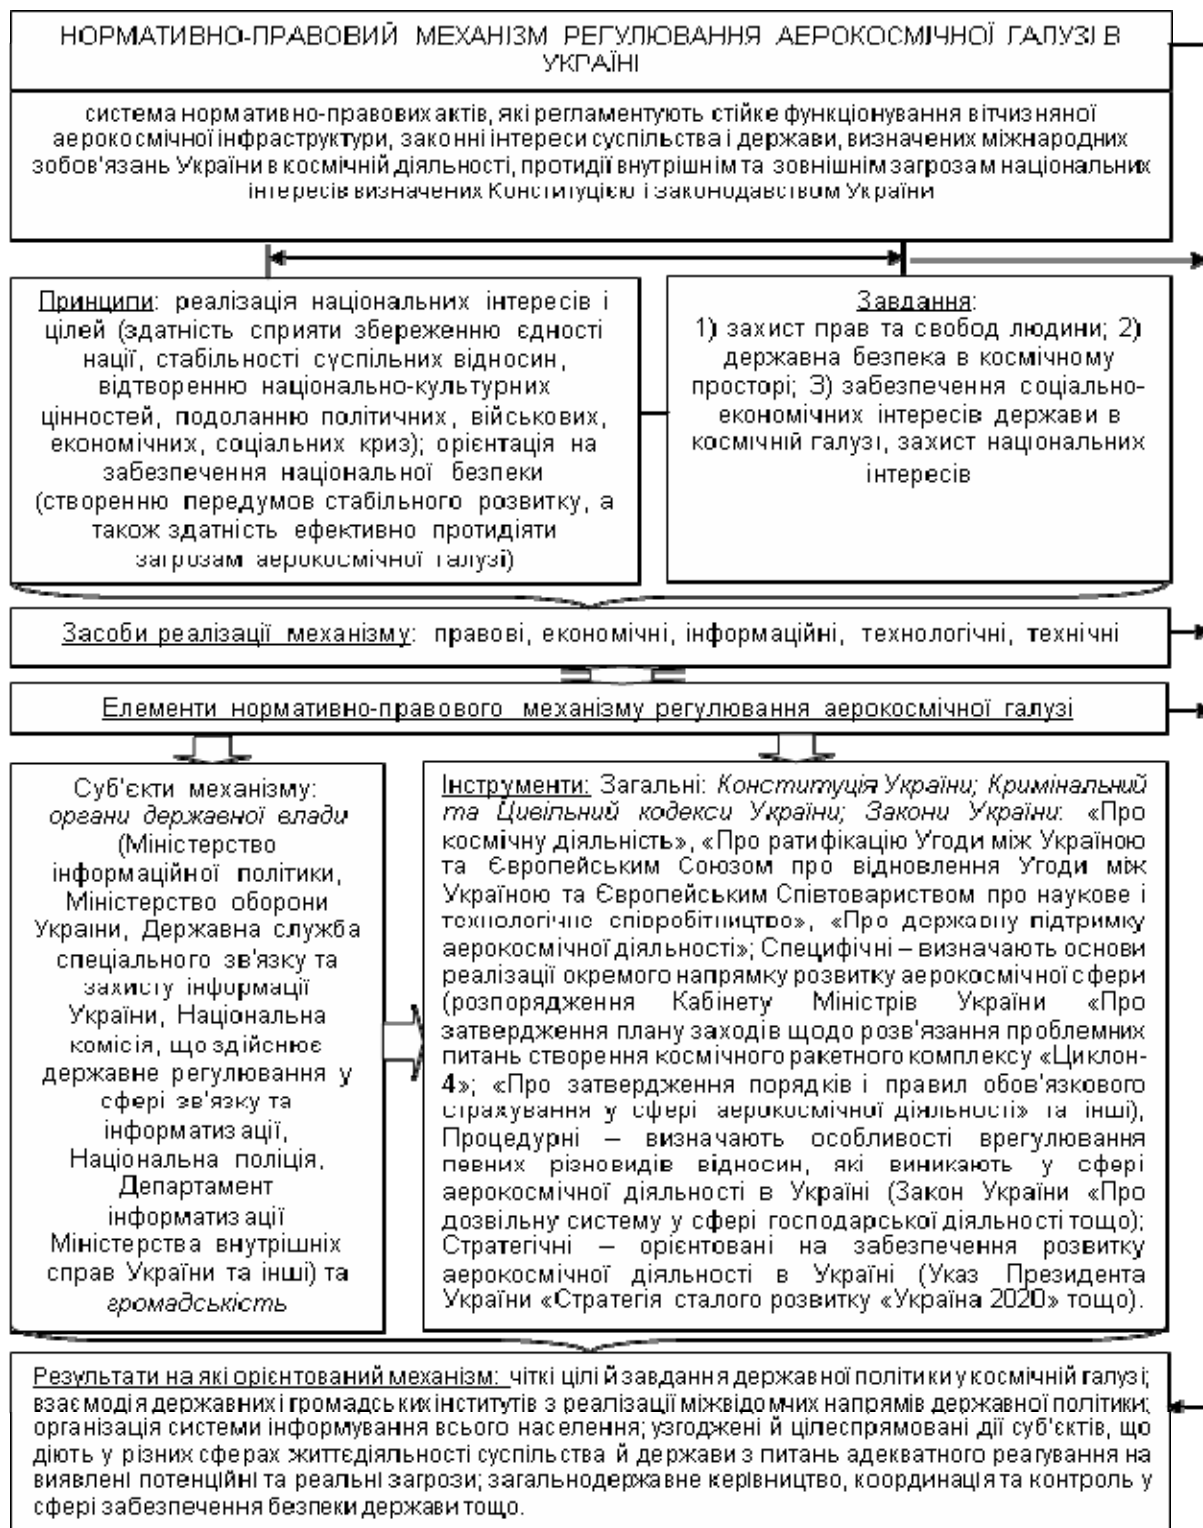 НОРМАТИВНО-ПРАВОВИЙ МЕХАНІЗМ РЕГУЛЮВАННЯ АЕРОКОСМІЧНОЇ ГАЛУЗІ В
УКРАЇНІ
система нормативно-правових актів, які регламентують стійке функціонування вітчизняної
аерокосмічної інфраструктури, законні інтереси суспільства і держави, визначених міжнародних
зобов'язань України в космічній діяльності, протидії внутрішнім та зовнішнім загрозам національних
інтересів визначених Конституцією і законодавством України
Принципи: реалізація національних інтересів і
цілей (здатність сприяти збереженню єдності
нації, стабільності суспільних відносин,
відтворенню національно-культурних
цінностей, подоланню політичних, військових,
економічних, соціальних криз); орієнтація на
забезпечення національної безпеки
(створенню передумов стабільного розвитку, а
також здатність ефективно протидіяти
загрозам аерокосмічної галузі)
Завдання:
1) захист прав та свобод людини; 2)
державна безпека в космічному
просторі; 3) забезпечення соціально-
економічних інтересів держави в
космічній галузі, захист національних
інтересів
Засоби реалізації механізму: правові, економічні, інформаційні, технологічні, технічні
Елементи нормативно-правового механізму регулювання аерокосмічної галузі
Суб'єкти механізму:
органи державної влади
(Міністерство
інформаційної політики,
Міністерство оборони
України, Державна служба
спеціального зв'язку та
захисту інформації
України, Національна
комісія, що здійснює
державне регулювання у
сфері зв'язку та
інформатизації,
Національна поліція,
Департамент
інформатизації
Міністерства внутрішніх
справ України та інші) та
громадськість
Інструменти: Загальні: Конституція України; Кримінальний
та Цивільний кодекси України; Закони України: «Про
космічну діяльність», «Про ратифікацію Угоди між Україною
та Європейським Союзом про відновлення Угоди між
Україною та Європейським Співтовариством про наукове і
технологічне співробітництво», «Про державну підтримку
аерокосмічної діяльності»; Специфічні – визначають основи
реалізації окремого напрямку розвитку аерокосмічної сфери
(розпорядження Кабінету Міністрів України «Про
затвердження плану заходів щодо розв'язання проблемних
питань створення космічного ракетного комплексу «Циклон-
4»; «Про затвердження порядків і правил обов'язкового
страхування у сфері аерокосмічної діяльності» та інші),
Процедурні – визначають особливості врегулювання
певних різновидів відносин, які виникають у сфері
аерокосмічної діяльності в Україні (Закон України «Про
дозвільну систему у сфері господарської діяльності тощо);
Стратегічні – орієнтовані на забезпечення розвитку
аерокосмічної діяльності в Україні (Указ Президента
України «Стратегія сталого розвитку «Україна 2020» тощо).
Результати на які орієнтований механізм: чіткі цілі й завдання державної політики у космічній галузі;
взаємодія державних і громадських інститутів з реалізації міжвідомчих напрямів державної політики;
організація системи інформування всього населення; узгоджені й цілеспрямовані дії суб'єктів, що
діють у різних сферах життєдіяльності суспільства й держави з питань адекватного реагування на
виявлені потенційні та реальні загрози; загальнодержавне керівництво, координація та контроль у
сфері забезпечення безпеки держави тощо.